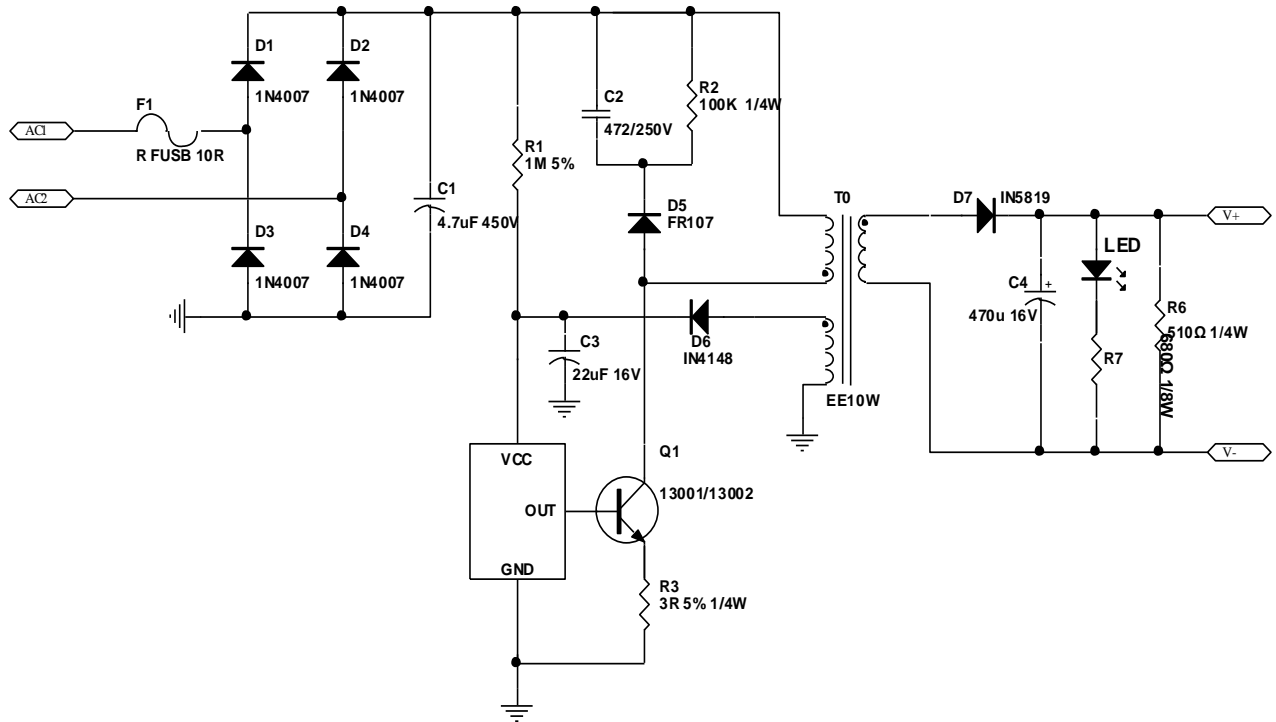 D1
D2
1N4007
1N4007
F1
AC1
R FUSB 10R
AC2
D3
D4
1N4007
1N4007
C1
4.7uF 450V
R1
1M 5%
C2
472/250V
R2
100K 1/4W
D5
FR107
T0
D6
IN4148
C3
22uF 16V
EE10W
D7
IN5819
V+
LED
C4
+
470u 16V
R7
R6
510Ω 1/4W
680Ω 1/8W
V-
VCC
OUT
GND
Q1
13001/13002
R3
3R 5% 1/4W